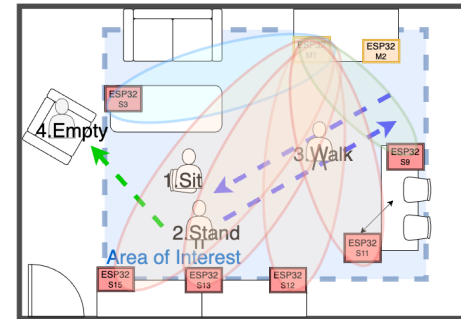 ESP32
M1
ESP32
M2
ESP32
S3
4.Empty
3.Walk
ESP32
S9
1.Sit
2.Stand
ESP32
S11
Area of Interest
ESP32
S15
ESP32
S13
ESP32
S12